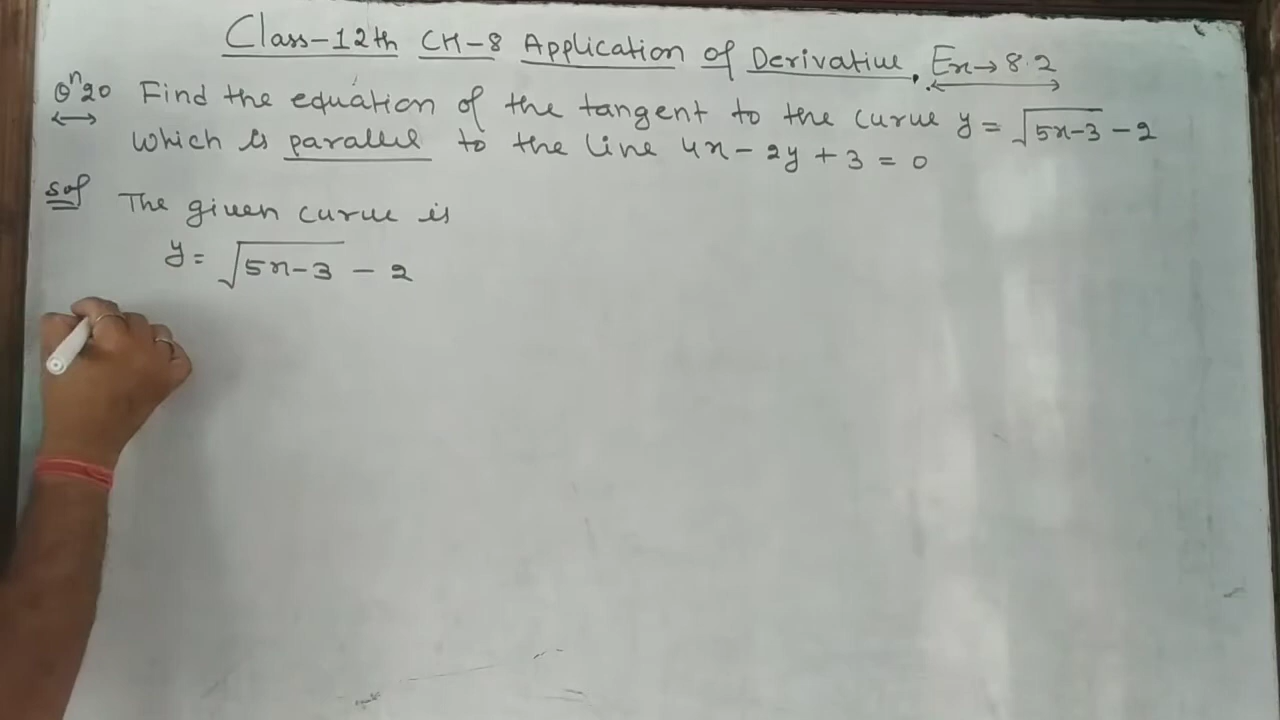 Class-12th CH-8 Application of Derivative, Ex→8.2
Qⁿ20 Find the equation of the tangent to the curve y = √5x-3 - 2
which is parallel to the line 4x - 2y + 3 = 0
Sol The given curve is
y = √5x-3 - 2